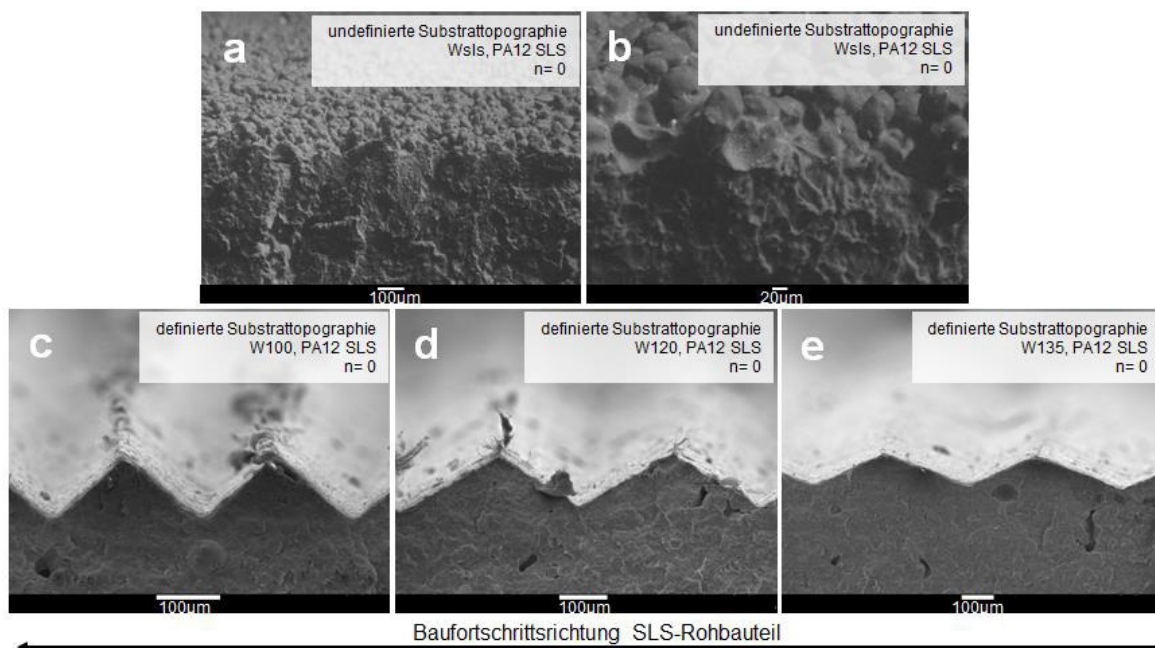 a
undefinierte Substrattopographie
Wsls, PA12 SLS
n= 0
100µm
b
undefinierte Substrattopographie
Wsls, PA12 SLS
n= 0
20µm
c
definierte Substrattopographie
W100, PA12 SLS
n= 0
100µm
d
definierte Substrattopographie
W120, PA12 SLS
n= 0
100µm
e
definierte Substrattopographie
W135, PA12 SLS
n= 0
100µm
Baufortschrittsrichtung SLS-Rohbauteil